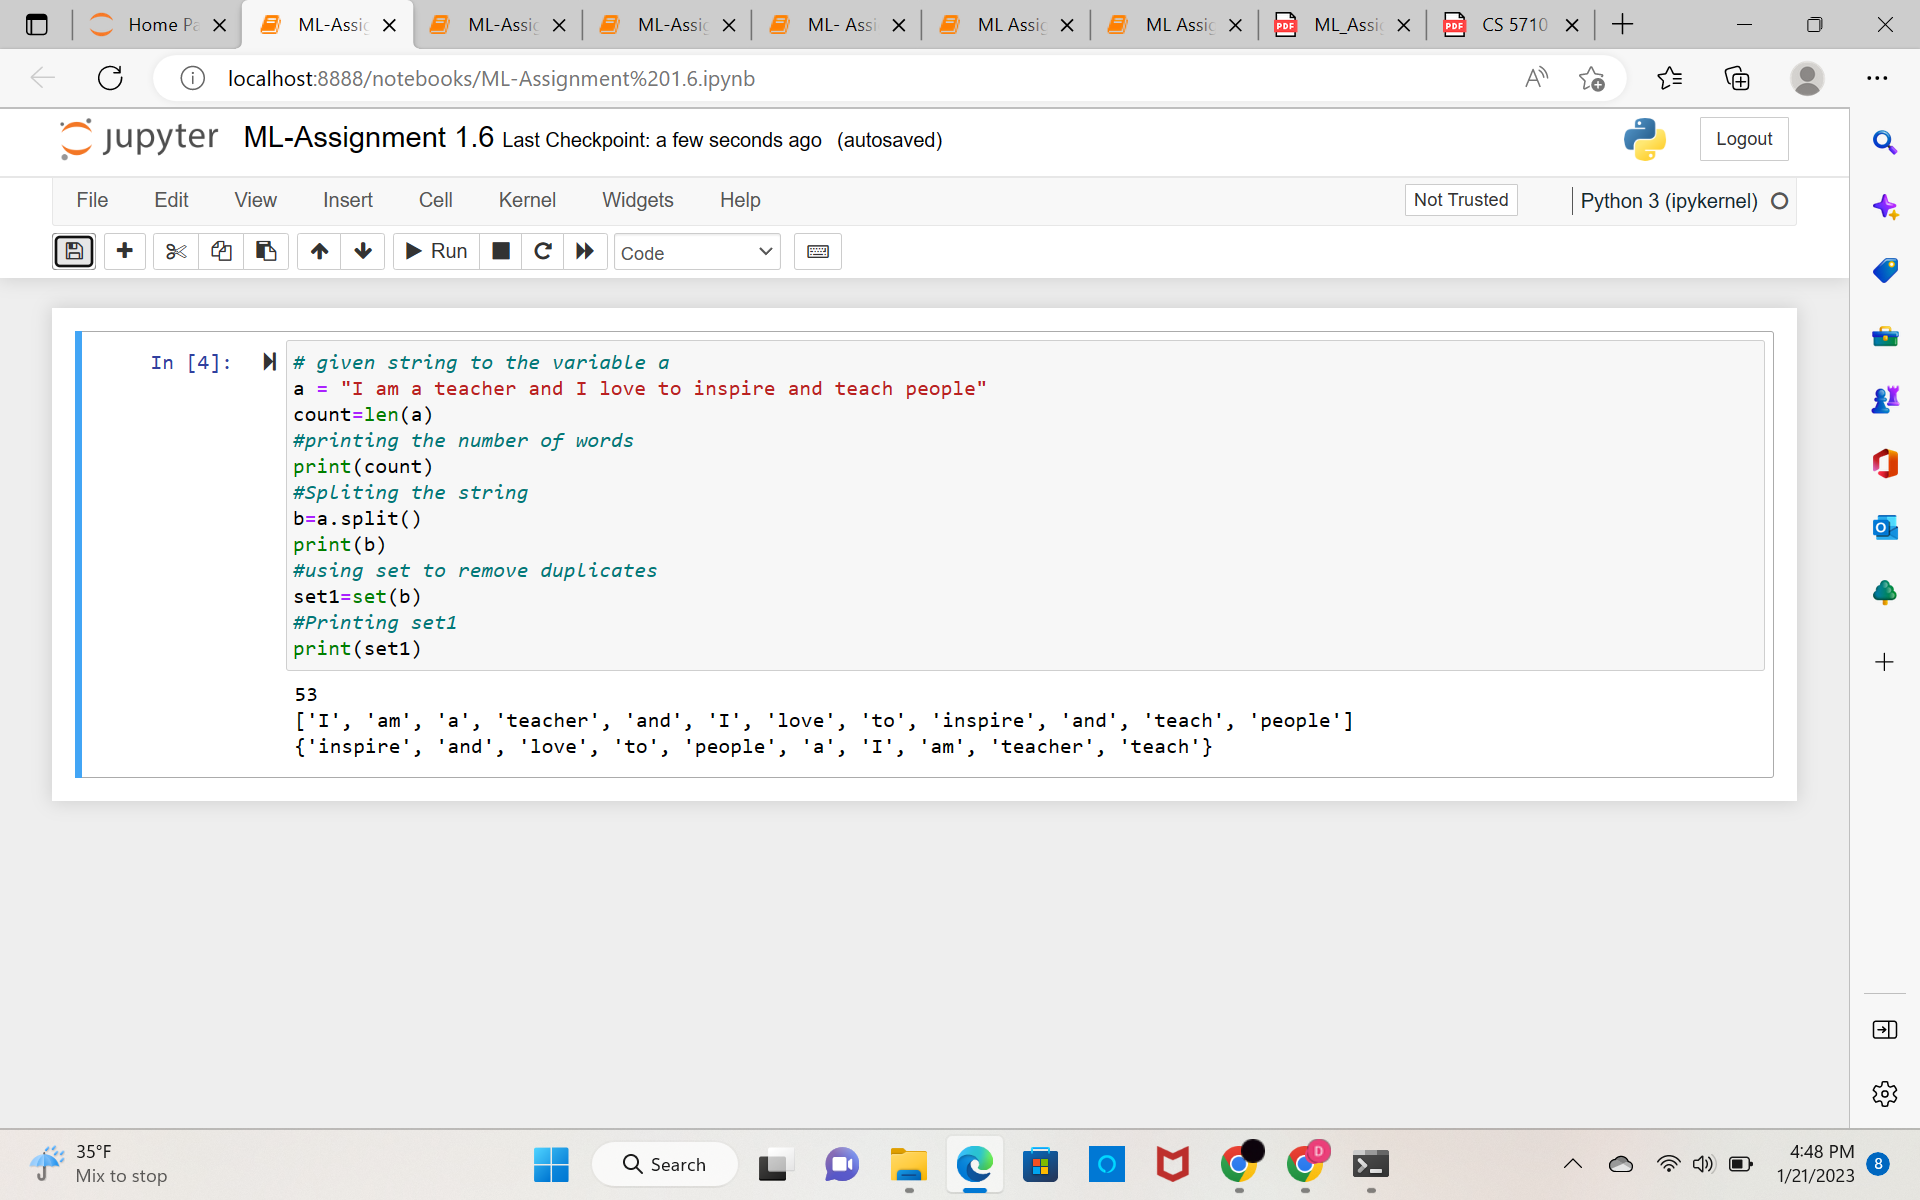 Home Pa
ML-Assig
ML-Assig
ML-Assig
ML- Assi
ML Assig
ML Assig
PDF ML_Assig
PDF CS 5710
localhost:8888/notebooks/ML-Assignment%201.6.ipynb
jupyter ML-Assignment 1.6 Last Checkpoint: a few seconds ago (autosaved)
Logout
File Edit View Insert Cell Kernel Widgets Help
Not Trusted
Python 3 (ipykernel)
Run
Code
In [4]:
# given string to the variable a
a = "I am a teacher and I love to inspire and teach people"
count=len(a)
#printing the number of words
print(count)
#Spliting the string
b=a.split()
print(b)
#using set to remove duplicates
set1=set(b)
#Printing set1
print(set1)
53
['I', 'am', 'a', 'teacher', 'and', 'I', 'love', 'to', 'inspire', 'and', 'teach', 'people']
{'inspire', 'and', 'love', 'to', 'people', 'a', 'I', 'am', 'teacher', 'teach'}
35°F
Mix to stop
Search
D
4:48 PM
1/21/2023
8